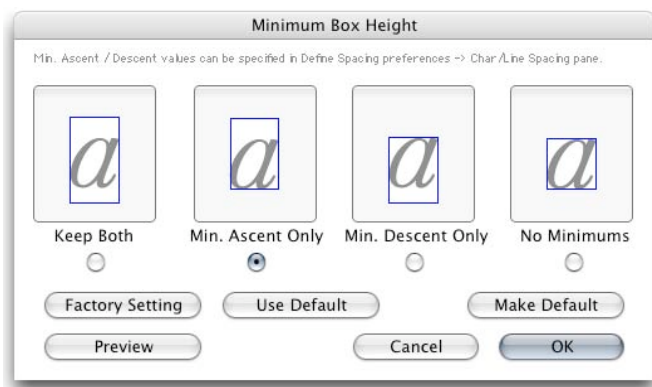 Minimum Box Height
Min. Ascent / Descent values can be specified in Define Spacing preferences -> Char/Line Spacing pane.
a a a a
Keep Both Min. Ascent Only Min. Descent Only No Minimums
Factory Setting Use Default Make Default
Preview Cancel OK